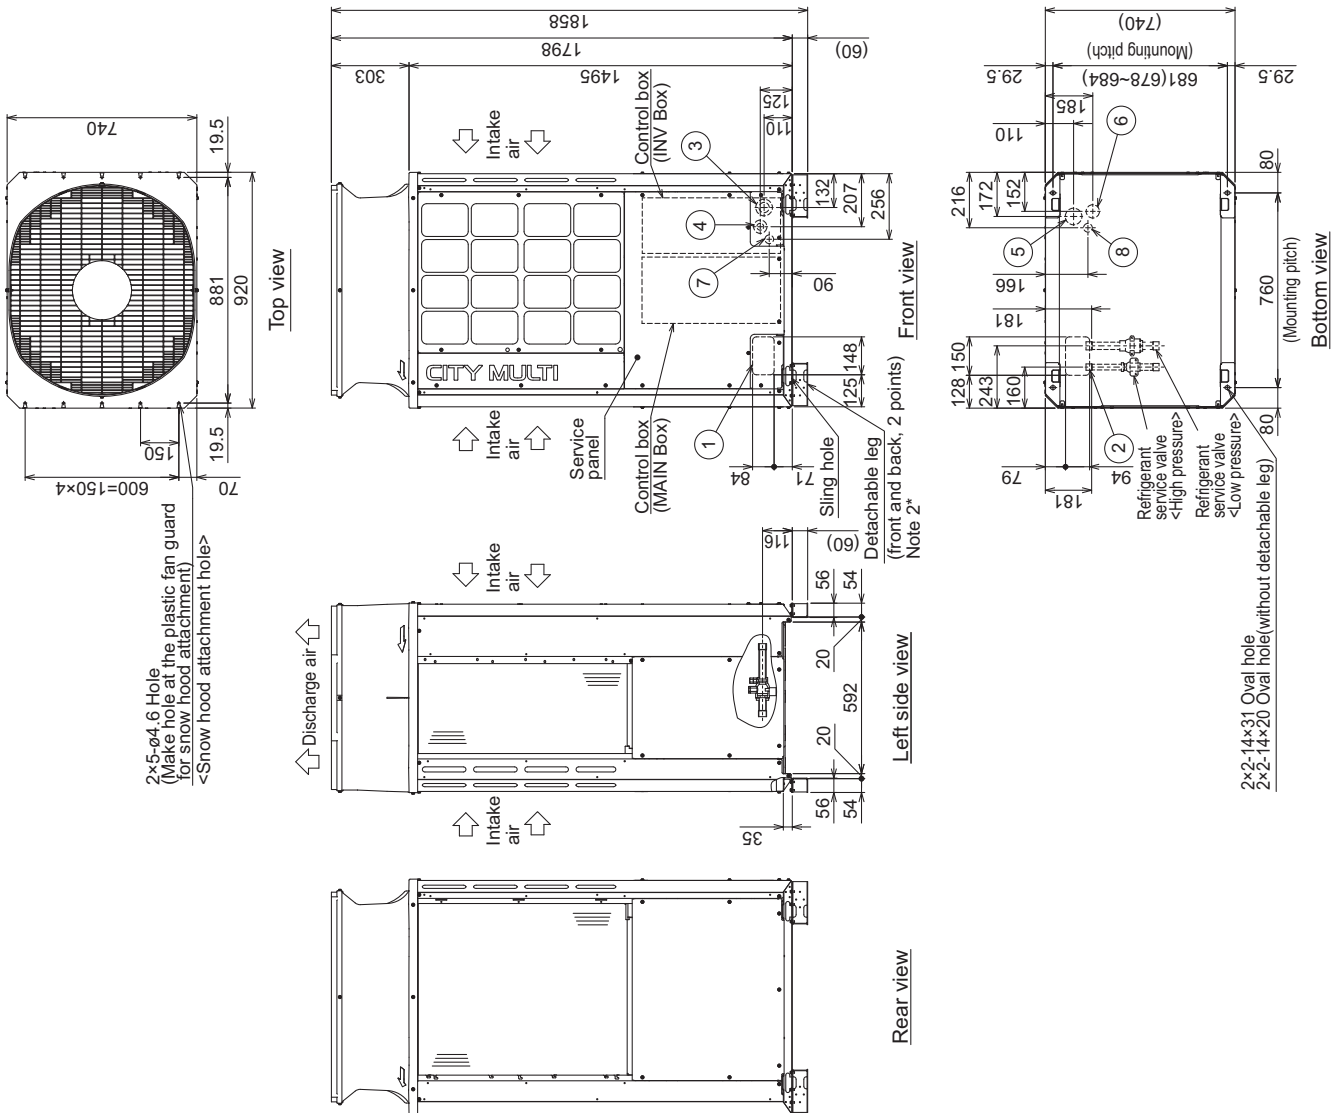 Top view
740
19.5
881
920
19.5
150
600=150×4
70
2×5-ø4.6 Hole
(Make hole at the plastic fan guard
for snow hood attachment)
<Snow hood attachment hole>
Front view
1858
1798
(60)
303
1495
125
110
Intake
air
Control box
(INV Box)
3
4
7
132
207
256
90
CITY MULTI
148
125
Intake
air
Service
panel
Control box
(MAIN Box)
1
84
71
Sling hole
Detachable leg
(front and back, 2 points)
Note 2*
Bottom view
(740)
(Mounting pitch)
681(678~684)
29.5
29.5
185
110
6
5
8
80
216
172
152
166
181
760
(Mounting pitch)
150
128
243
160
80
2
79
94
181
Refrigerant
service valve
<High pressure>
Refrigerant
service valve
<Low pressure>
2×2-14×31 Oval hole
2×2-14×20 Oval hole(without detachable leg)
Left side view
Discharge air
Intake
air
Intake
air
116
(60)
56
54
20
592
20
56
54
35
Rear view